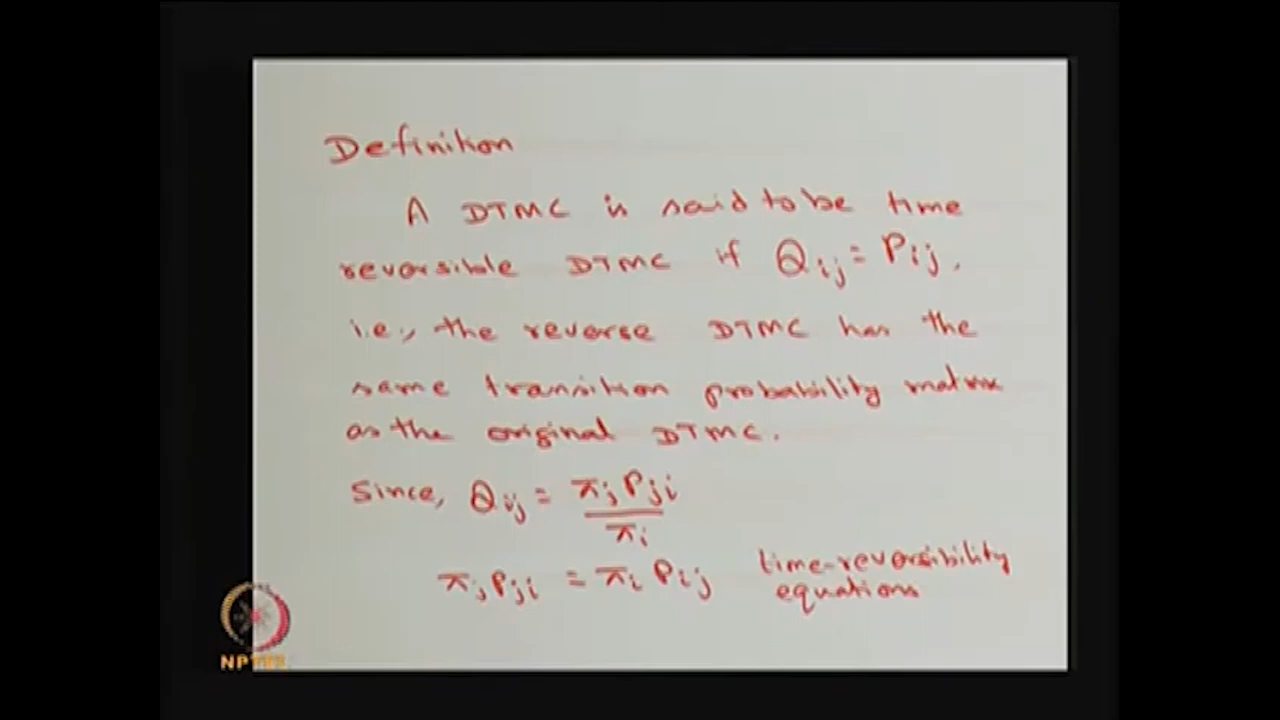 Definition
A DTMC is said to be time
reversible DTMC if Qij = Pij.
i.e., the reverse DTMC has the
same transition probability matrix
as the original DTMC.
Since, Qij = πj Pji / πi
πj Pji = πi Pij time-reversibility
equations
NPTEL